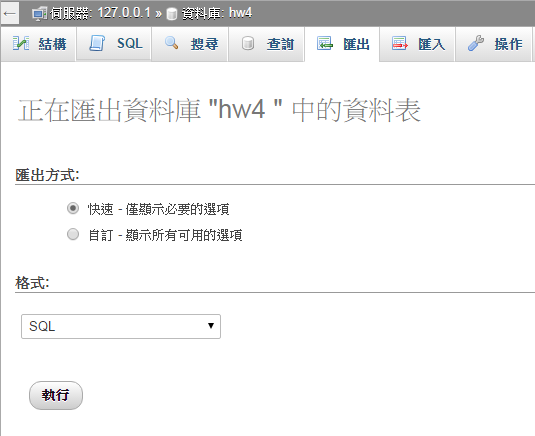 ← 伺服器: 127.0.0.1 » 資料庫: hw4
結構 SQL 搜尋 查詢 匯出 匯入 操作
正在匯出資料庫 "hw4 " 中的資料表
匯出方式:
快速 - 僅顯示必要的選項
自訂 - 顯示所有可用的選項
格式:
SQL
執行